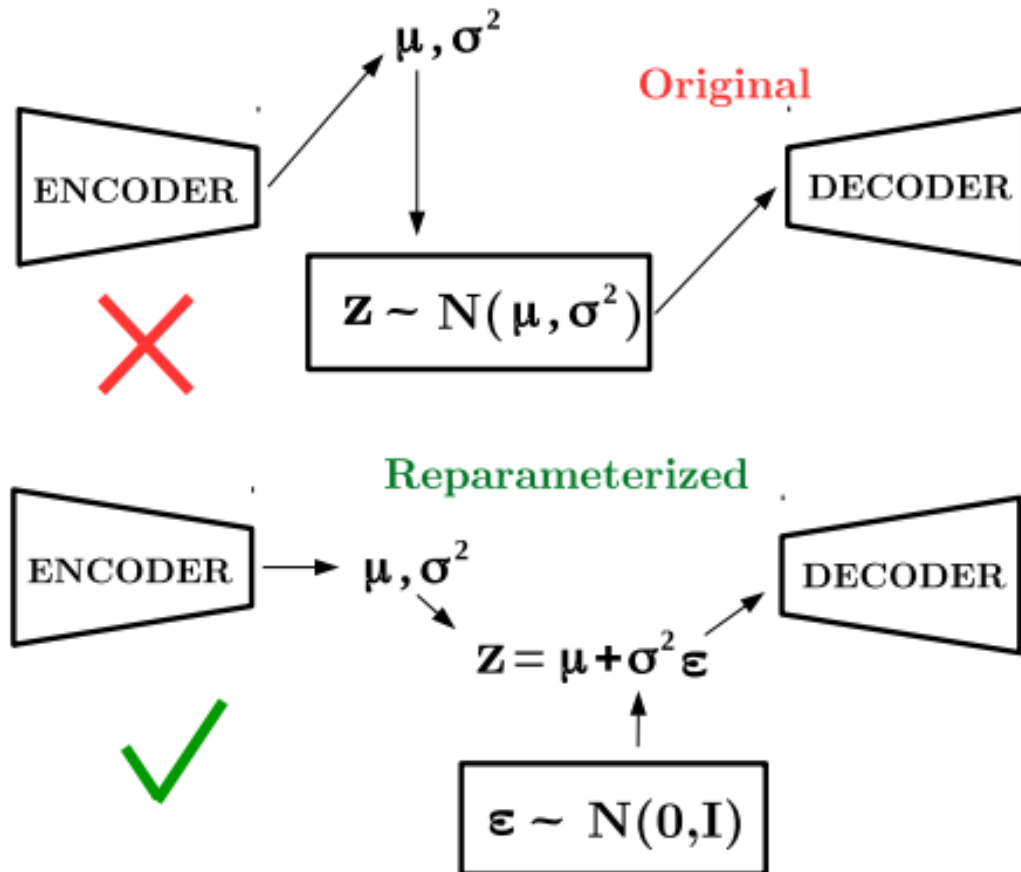 μ, σ²
Original
ENCODER
DECODER
z ~ N(μ, σ²)
Reparameterized
ENCODER
μ, σ²
DECODER
z = μ + σ² ε
ε ~ N(0,I)